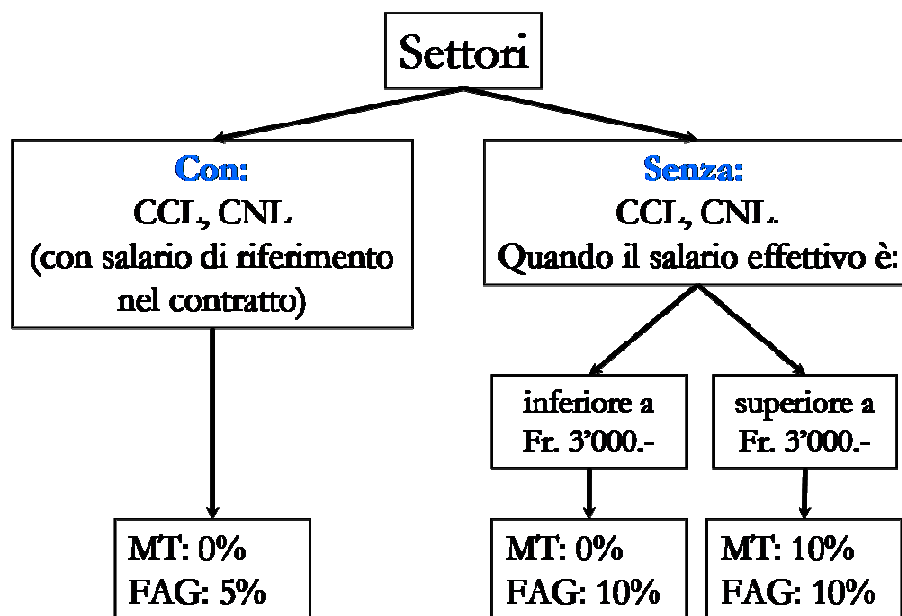 Settori
Con:
CCL, CNL
(con salario di riferimento
nel contratto)
Senza:
CCL, CNL.
Quando il salario effettivo è:
inferiore a
Fr. 3'000.-
superiore a
Fr. 3'000.-
MT: 0%
FAG: 5%
MT: 0%
FAG: 10%
MT: 10%
FAG: 10%